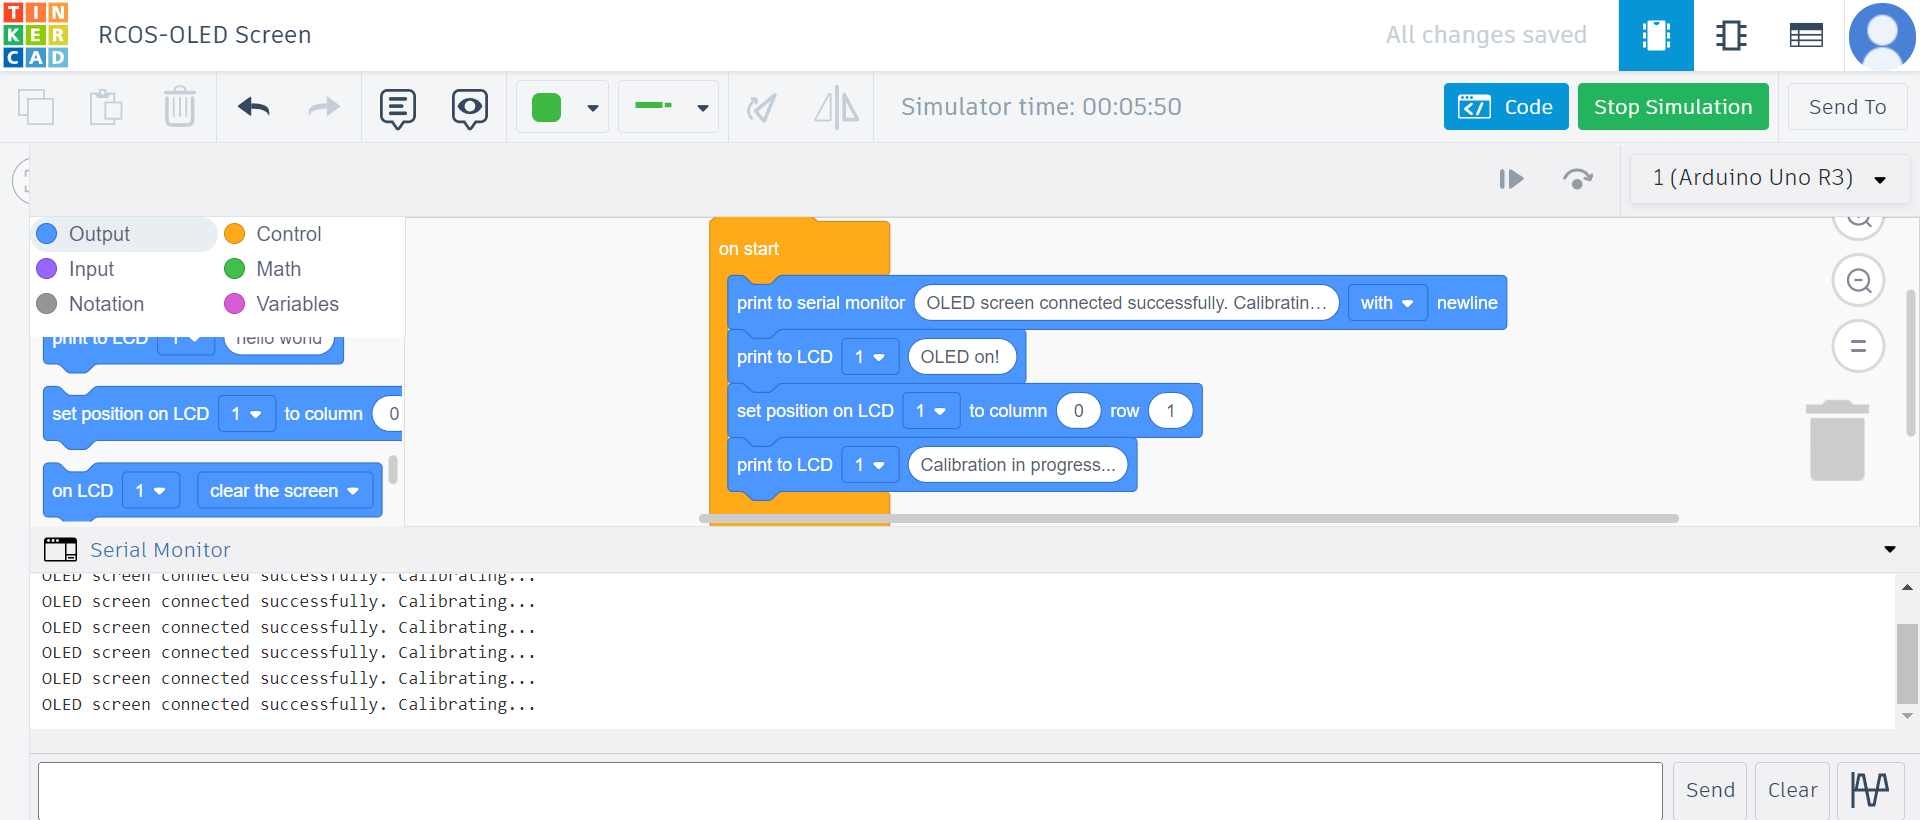 TIN
KER
CAD
RCOS-OLED Screen
All changes saved
Simulator time: 00:05:50
Code
Stop Simulation
Send To
1 (Arduino Uno R3)
Output
Control
Input
Math
Notation
Variables
print to LCD 1 hello world
set position on LCD 1 to column 0
on LCD 1 clear the screen
on start
print to serial monitor OLED screen connected successfully. Calibratin... with newline
print to LCD 1 OLED on!
set position on LCD 1 to column 0 row 1
print to LCD 1 Calibration in progress...
Serial Monitor
OLED screen connected successfully. Calibrating...
OLED screen connected successfully. Calibrating...
OLED screen connected successfully. Calibrating...
OLED screen connected successfully. Calibrating...
OLED screen connected successfully. Calibrating...
OLED screen connected successfully. Calibrating...
Send
Clear